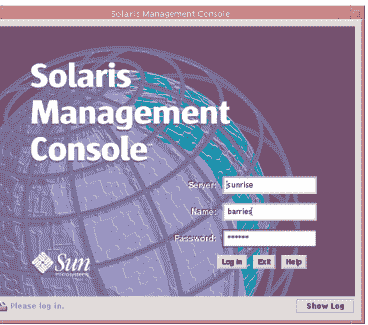 Solaris Management Console
Solaris
Management
Console
Server: sunrise
Name: barries
Password: ******
Sun
microsystems
Log in Exit Help
Please log in.
Show Log